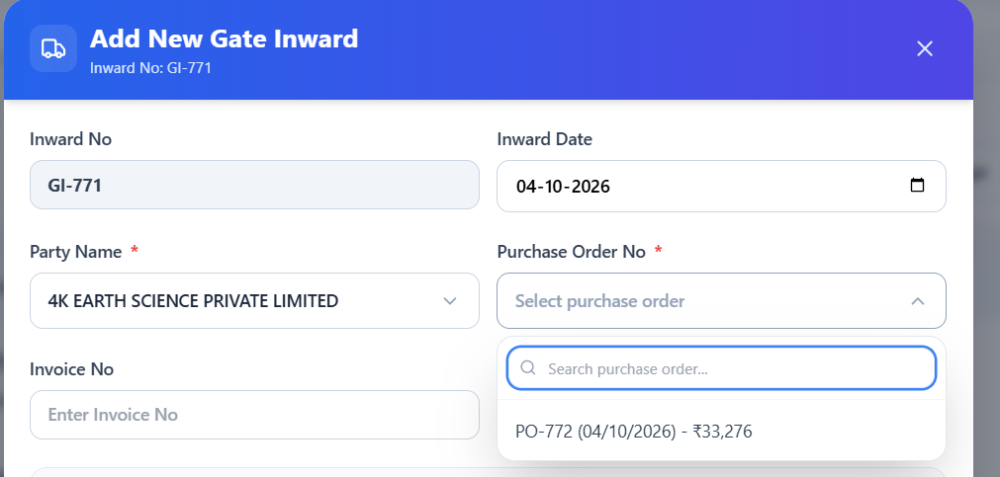 Add New Gate Inward
Inward No: GI-771
Inward No
Inward Date
GI-771
04-10-2026
Party Name *
Purchase Order No *
4K EARTH SCIENCE PRIVATE LIMITED
Select purchase order
Invoice No
Search purchase order...
Enter Invoice No
PO-772 (04/10/2026) - ₹33,276